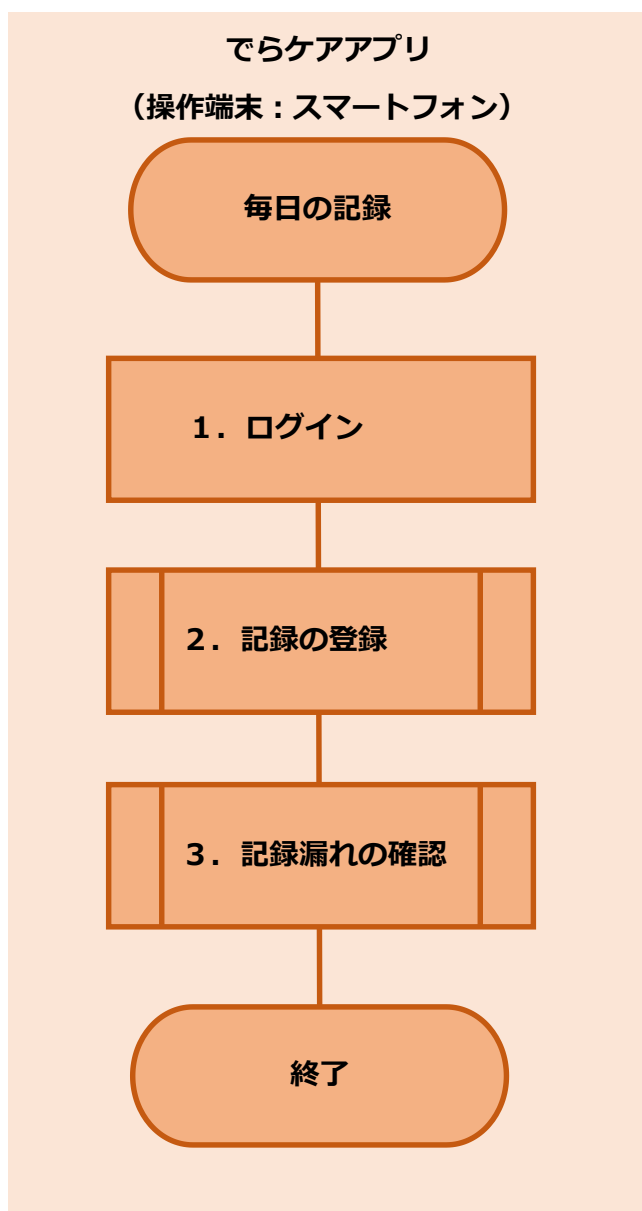 でらケアアプリ
（操作端末：スマートフォン）
毎日の記録
１．ログイン
２．記録の登録
３．記録漏れの確認
終了